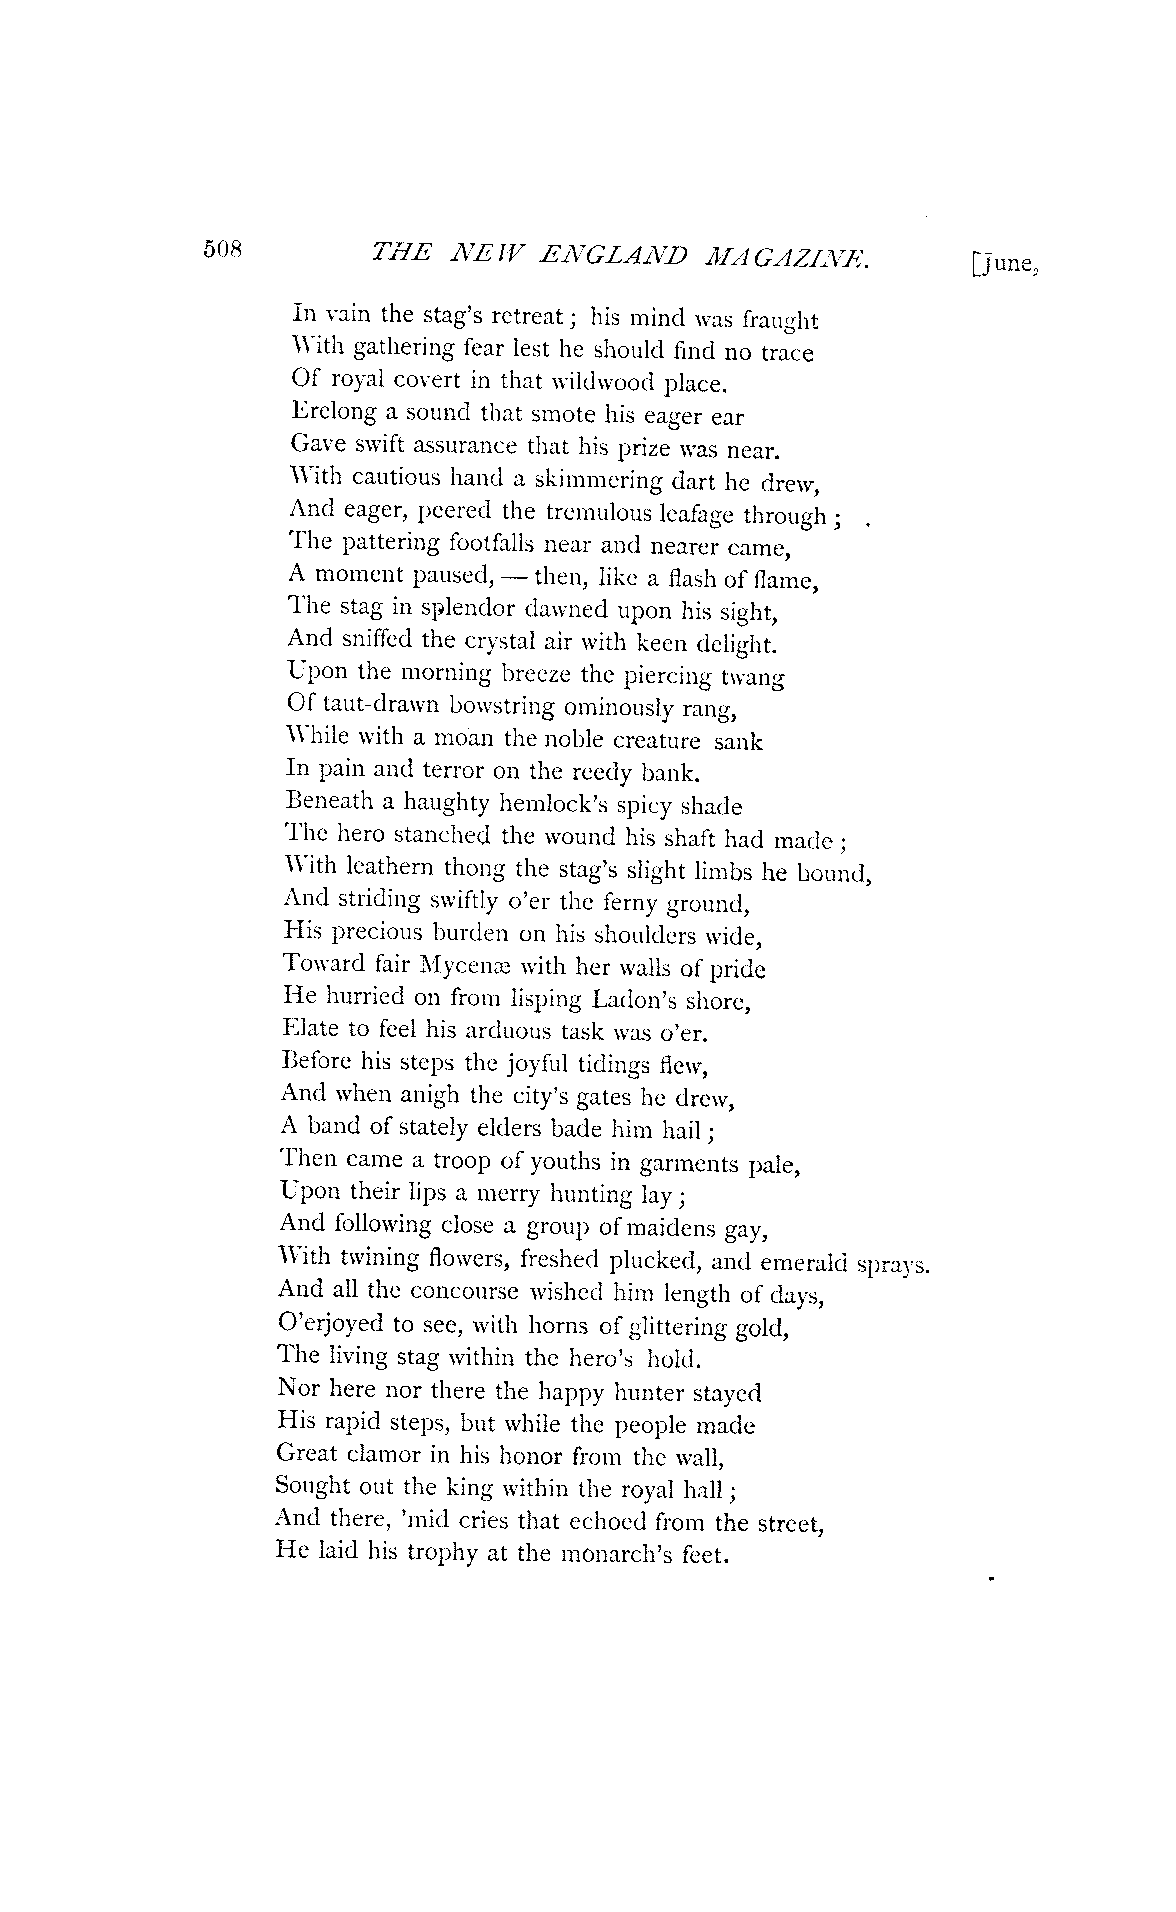 508 THE NEW ENGLAND MAGAZINE. [June,
In vain the stag's retreat; his mind was fraught
With gathering fear lest he should find no trace
Of royal covert in that wildwood place.
Erelong a sound that smote his eager ear
Gave swift assurance that his prize was near.
With cautious hand a skimmering dart he drew,
And eager, peered the tremulous leafage through;
The pattering footfalls near and nearer came,
A moment paused, — then, like a flash of flame,
The stag in splendor dawned upon his sight,
And sniffed the crystal air with keen delight.
Upon the morning breeze the piercing twang
Of taut-drawn bowstring ominously rang,
While with a moan the noble creature sank
In pain and terror on the reedy bank.
Beneath a haughty hemlock's spicy shade
The hero stanched the wound his shaft had made;
With leathern thong the stag's slight limbs he bound,
And striding swiftly o'er the ferny ground,
His precious burden on his shoulders wide,
Toward fair Mycenæ with her walls of pride
He hurried on from lisping Ladon's shore,
Elate to feel his arduous task was o'er.
Before his steps the joyful tidings flew,
And when anigh the city's gates he drew,
A band of stately elders bade him hail;
Then came a troop of youths in garments pale,
Upon their lips a merry hunting lay;
And following close a group of maidens gay,
With twining flowers, freshed plucked, and emerald sprays.
And all the concourse wished him length of days,
O'erjoyed to see, with horns of glittering gold,
The living stag within the hero's hold.
Nor here nor there the happy hunter stayed
His rapid steps, but while the people made
Great clamor in his honor from the wall,
Sought out the king within the royal hall;
And there, 'mid cries that echoed from the street,
He laid his trophy at the monarch's feet.